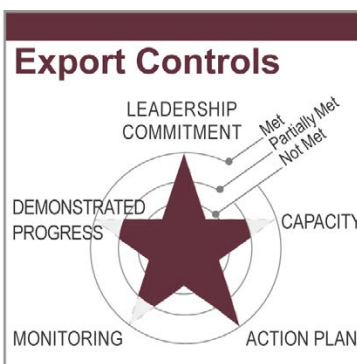 Export Controls
LEADERSHIP
COMMITMENT
Met
Partially Met
Not Met
DEMONSTRATED
PROGRESS
CAPACITY
MONITORING
ACTION PLAN